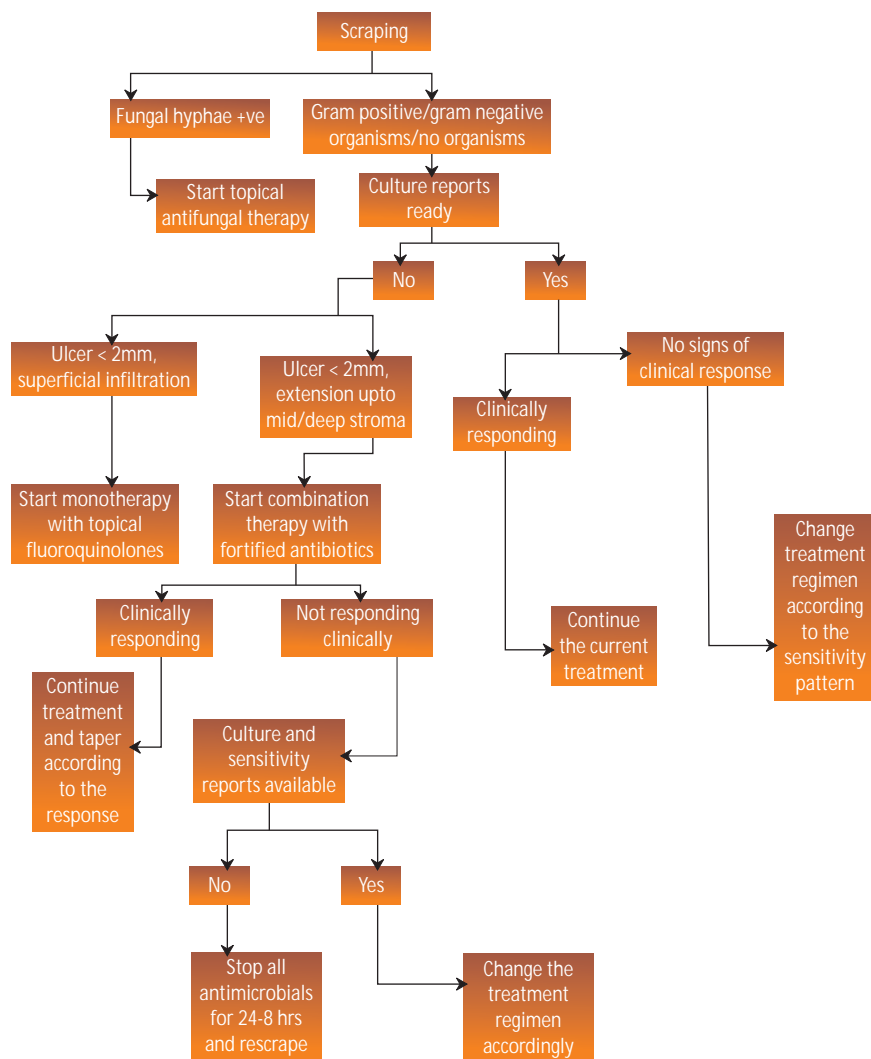 Scraping
Fungal hyphae +ve
Gram positive/gram negative
organisms/no organisms
Start topical
antifungal therapy
Culture reports
ready
No
Yes
Ulcer < 2mm,
superficial infiltration
Ulcer < 2mm,
extension upto
mid/deep stroma
No signs of
clinical response
Clinically
responding
Start monotherapy
with topical
fluoroquinolones
Start combination
therapy with
fortified antibiotics
Change
treatment
regimen
according
to the
sensitivity
pattern
Clinically
responding
Not responding
clinically
Continue
the current
treatment
Continue
treatment
and taper
according
to the
response
Culture and
sensitivity
reports available
No
Yes
Stop all
antimicrobials
for 24-8 hrs
and rescrape
Change the
treatment
regimen
accordingly